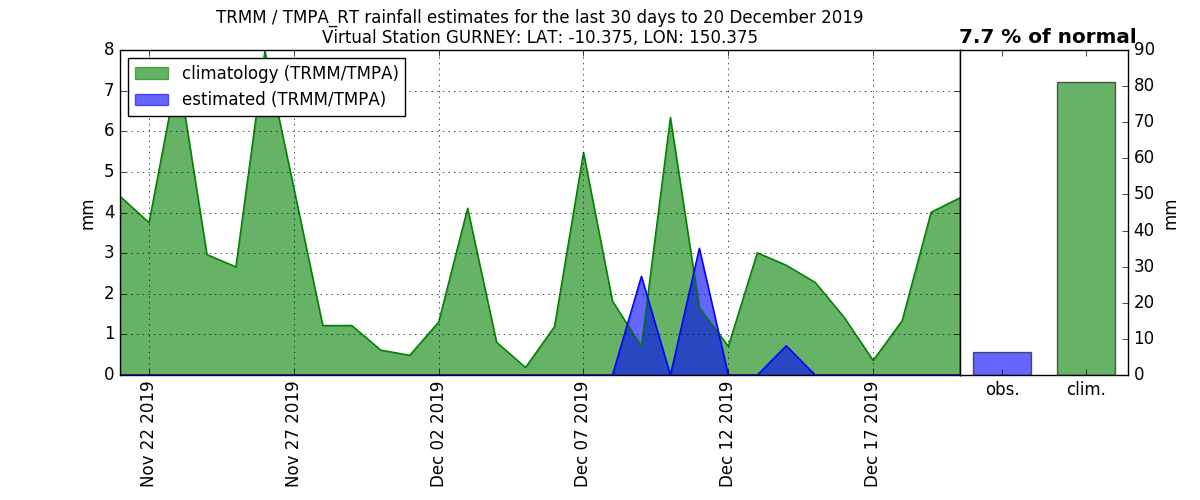 TRMM / TMPA_RT rainfall estimates for the last 30 days to 20 December 2019
Virtual Station GURNEY: LAT: -10.375, LON: 150.375
7.7 % of normal
climatology (TRMM/TMPA)
estimated (TRMM/TMPA)
8
7
6
5
4
3
2
1
0
mm
90
80
70
60
50
40
30
20
10
0
mm
obs.
clim.
Nov 22 2019
Nov 27 2019
Dec 02 2019
Dec 07 2019
Dec 12 2019
Dec 17 2019